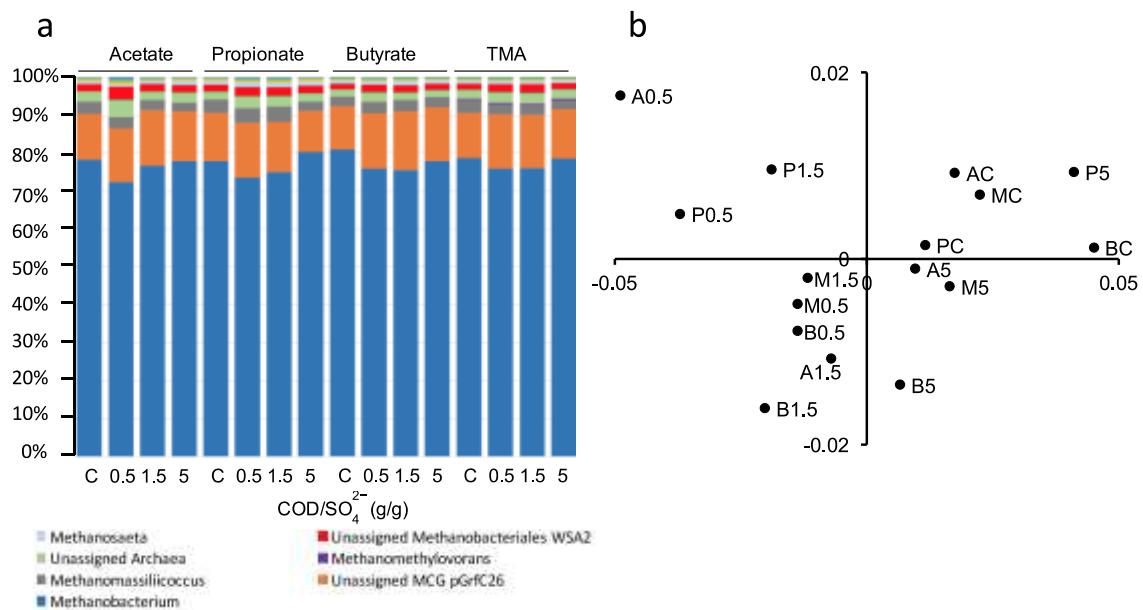 a
b
Acetate Propionate Butyrate TMA
100%
90%
80%
70%
60%
50%
40%
30%
20%
10%
0%
C 0.5 1.5 5 C 0.5 1.5 5 C 0.5 1.5 5 C 0.5 1.5 5
COD/SO₄²⁻ (g/g)
Methanosaeta
Unassigned Archaea
Methanomassiliicoccus
Methanobacterium
Unassigned Methanobacteriales WSA2
Methanomethylovorans
Unassigned MCG pGrfC26
0.02
A0.5
P1.5
AC
P5
MC
P0.5
PC
BC
0
-0.05
0
0.05
A5
M1.5
M5
M0.5
B0.5
A1.5
B5
B1.5
-0.02